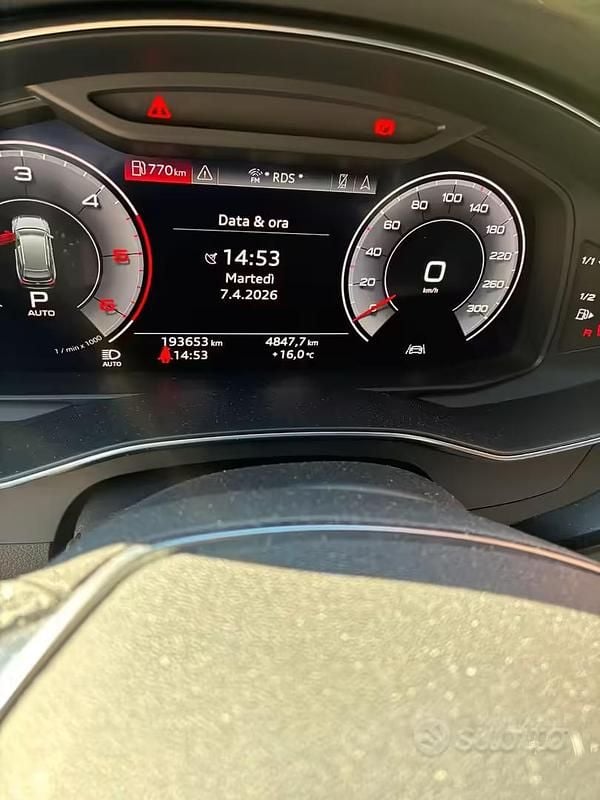 770 km
FM * RDS *
Data & ora
14:53
Martedì
7.4.2026
3
4
5
6
P
AUTO
1 / min x 1000
AUTO
193653 km
4847,7 km
14:53
+16,0 °C
0
20
40
60
80
100
140
180
220
260
300
0
km/h
1/1
1/2
R
subito